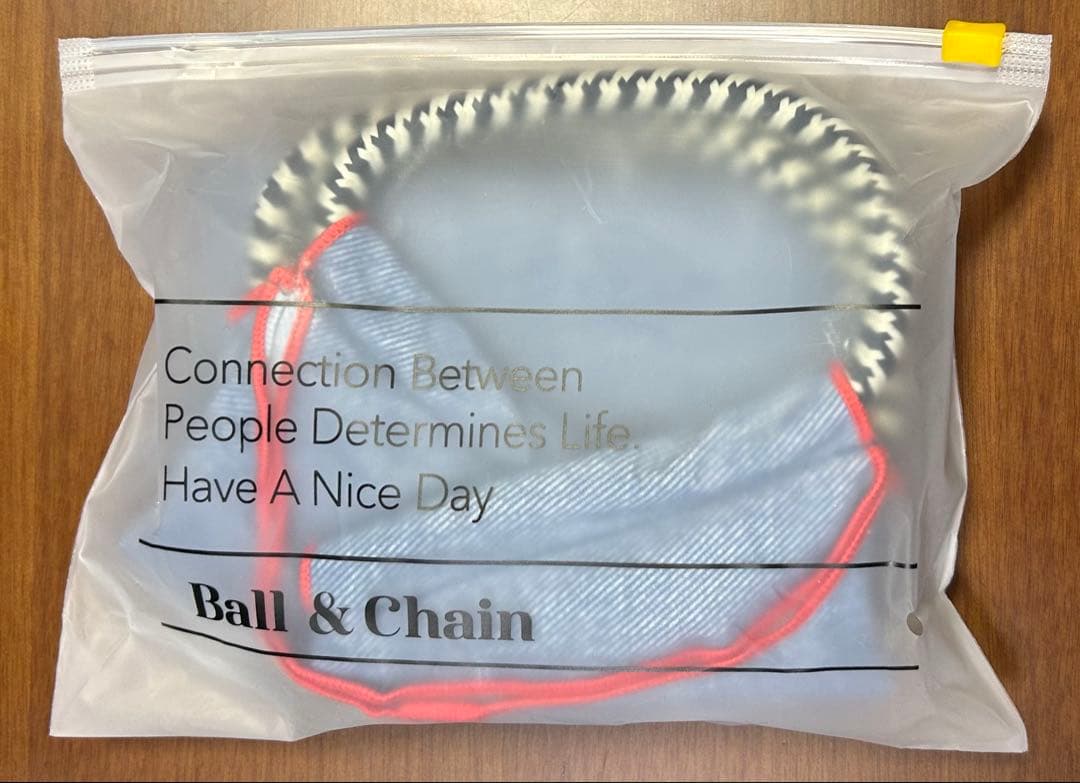 Connection Between
People Determines Life.
Have A Nice Day
Ball & Chain